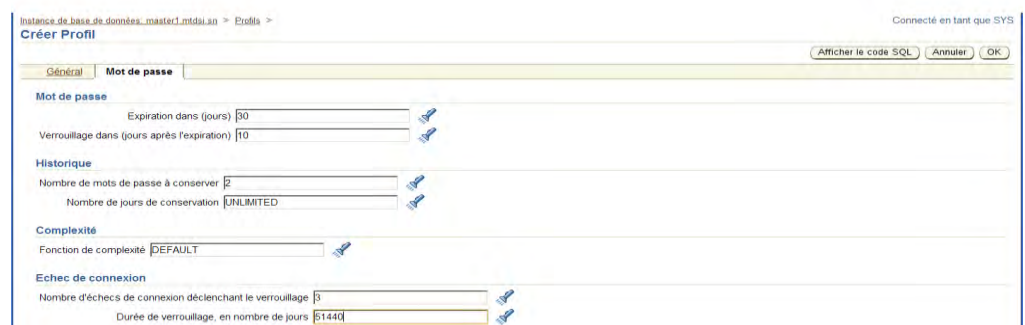 Instance de base de données: master1.mtdsi.sn > Profils >
Connecté en tant que SYS
Créer Profil
Afficher le code SQL Annuler OK
Général Mot de passe
Mot de passe
Expiration dans (jours) 30
Verrouillage dans (jours après l'expiration) 10
Historique
Nombre de mots de passe à conserver 2
Nombre de jours de conservation UNLIMITED
Complexité
Fonction de complexité DEFAULT
Echec de connexion
Nombre d'échecs de connexion déclenchant le verrouillage 3
Durée de verrouillage, en nombre de jours 51440